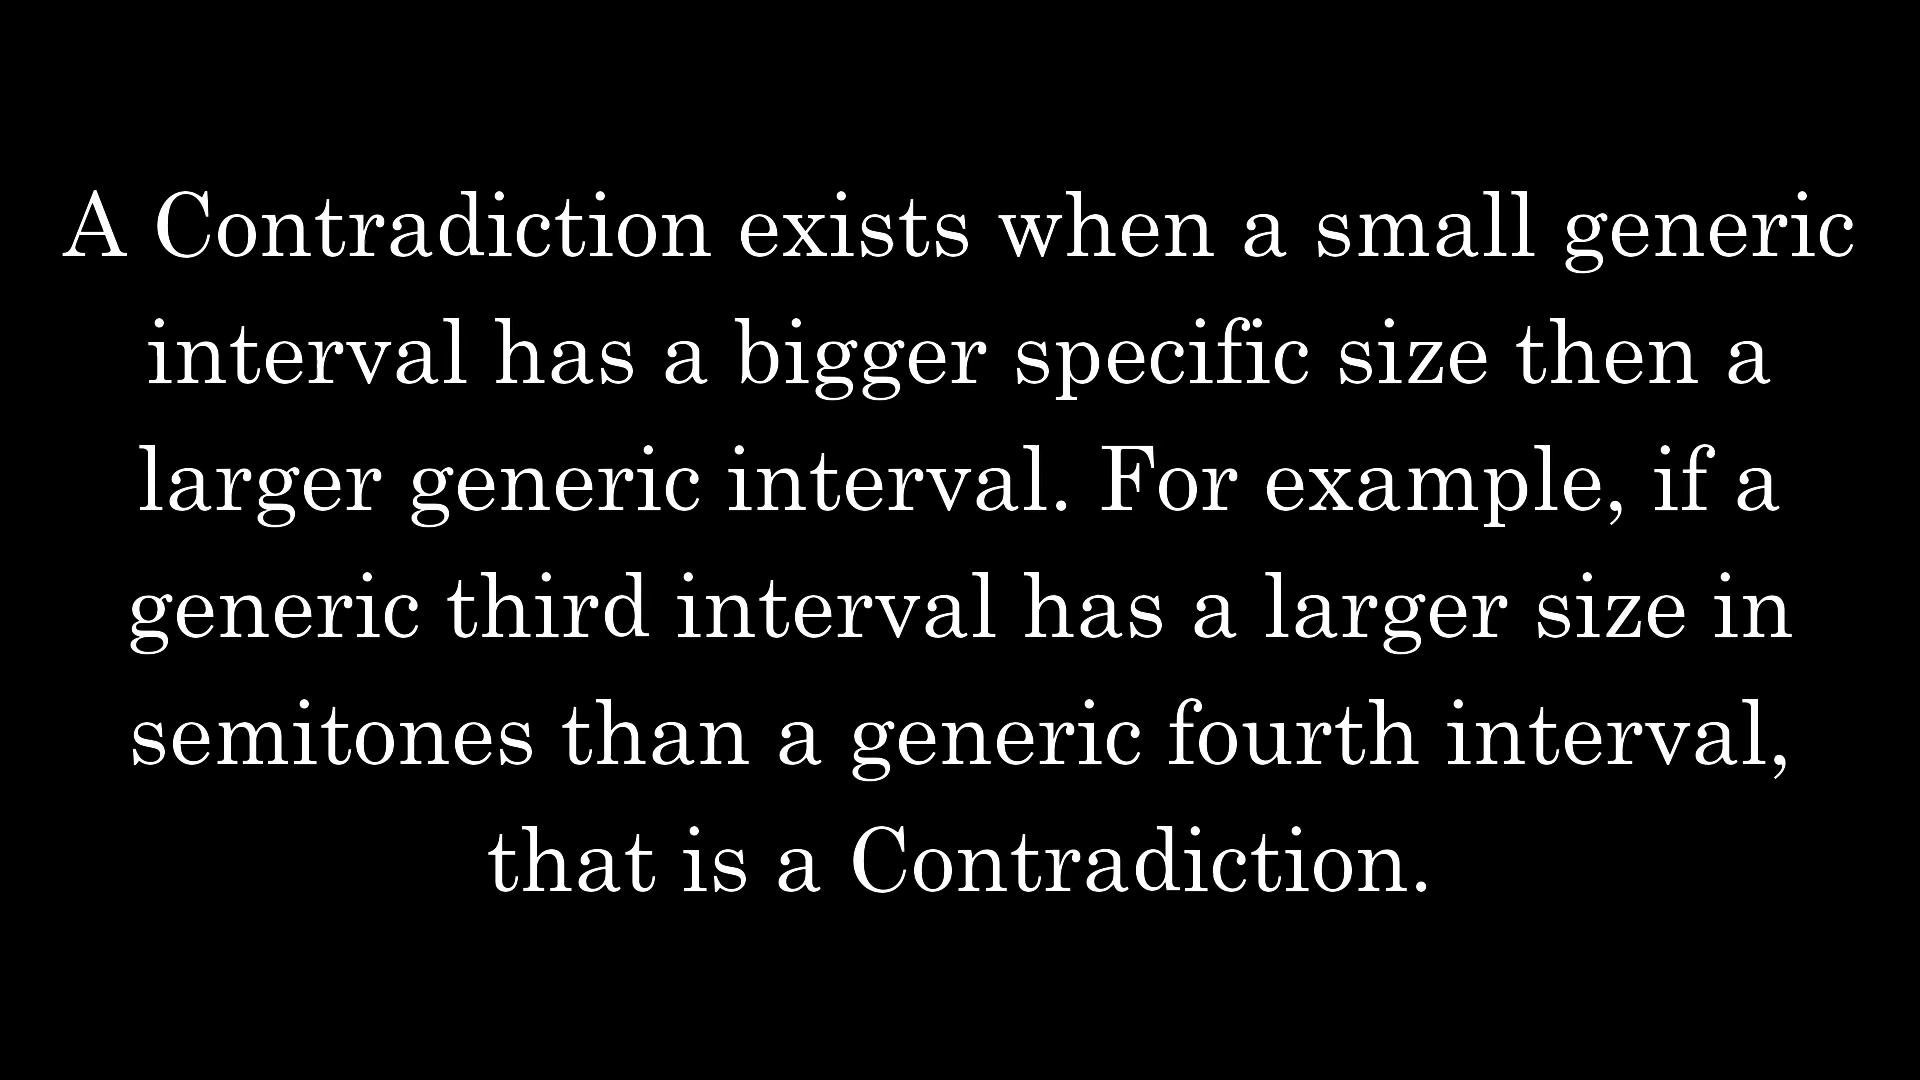 A Contradiction exists when a small generic
interval has a bigger specific size then a
larger generic interval. For example, if a
generic third interval has a larger size in
semitones than a generic fourth interval,
that is a Contradiction.